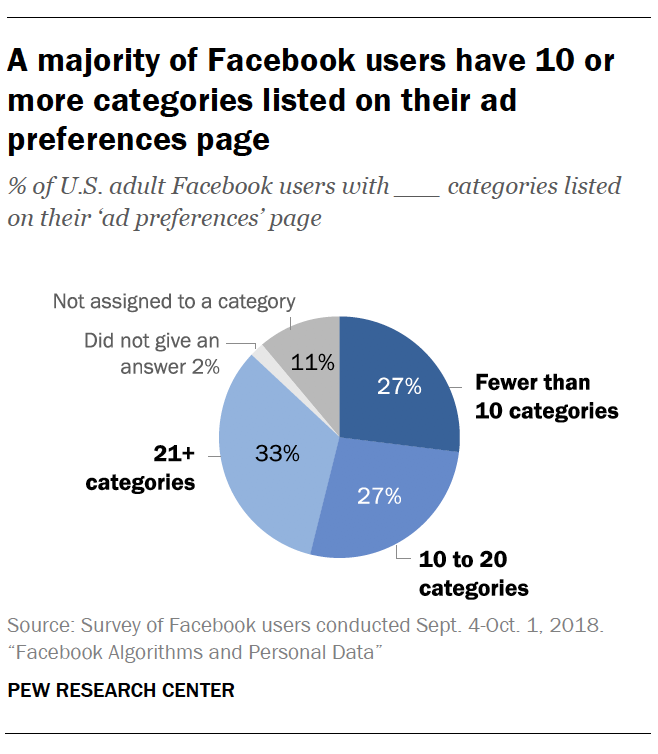 A majority of Facebook users have 10 or
more categories listed on their ad
preferences page
% of U.S. adult Facebook users with ___ categories listed
on their ‘ad preferences’ page
Not assigned to a category
Did not give an
answer 2%
11%
27%
Fewer than
10 categories
21+
categories
33%
27%
10 to 20
categories
Source: Survey of Facebook users conducted Sept. 4-Oct. 1, 2018.
“Facebook Algorithms and Personal Data”
PEW RESEARCH CENTER